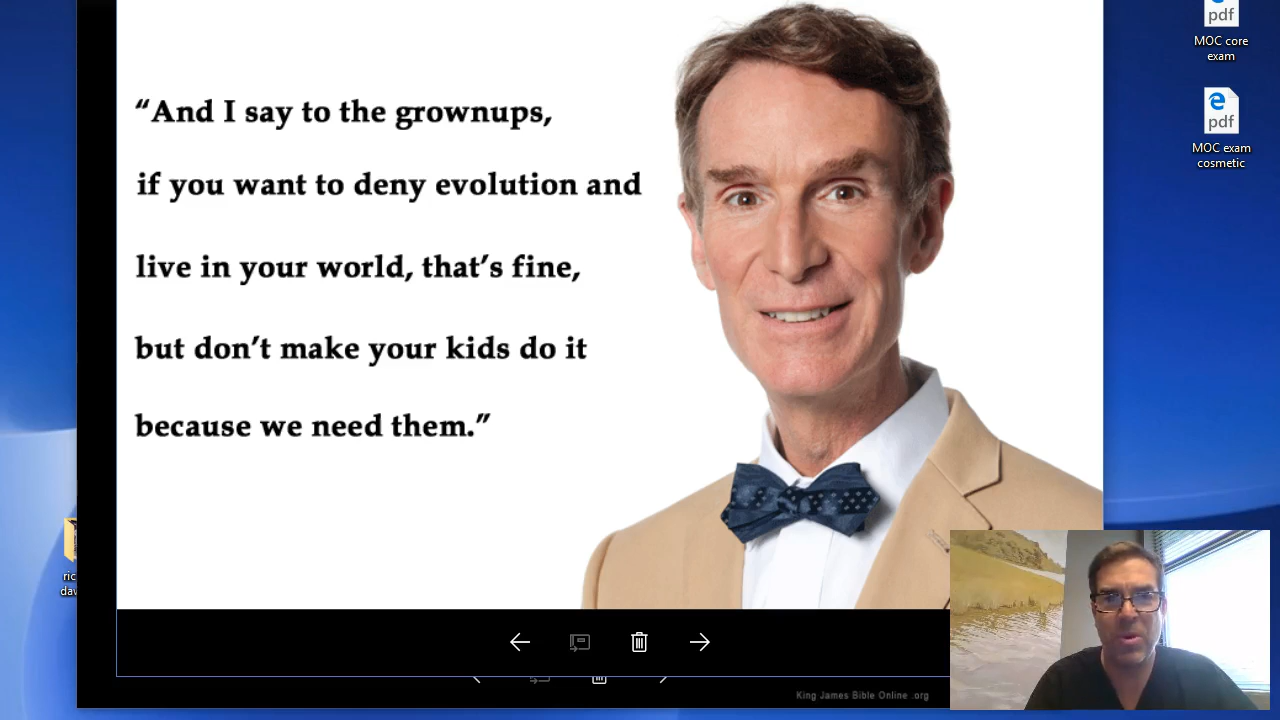 “And I say to the grownups,
if you want to deny evolution and
live in your world, that’s fine,
but don’t make your kids do it
because we need them.”
pdf
MOC core
exam
pdf
MOC exam
cosmetic
ric
dav
King James Bible Online .org